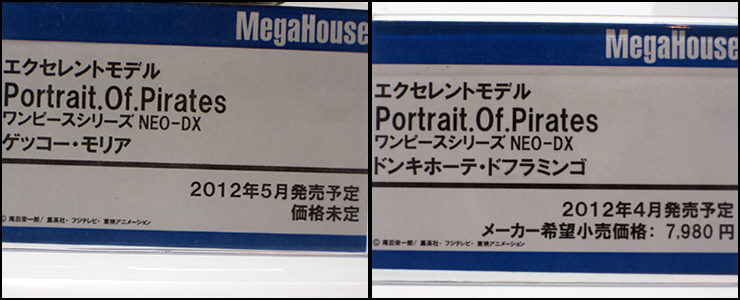 MegaHouse
エクセレントモデル
Portrait.Of.Pirates
ワンピースシリーズ NEO-DX
ゲッコー・モリア
2012年5月発売予定
価格未定
© 尾田栄一郎/ 集英社・フジテレビ・東映アニメーション
MegaHouse
エクセレントモデル
Portrait.Of.Pirates
ワンピースシリーズ NEO-DX
ドンキホーテ・ドフラミンゴ
2012年4月発売予定
メーカー希望小売価格: 7,980円
© 尾田栄一郎/ 集英社・フジテレビ・東映アニメーション